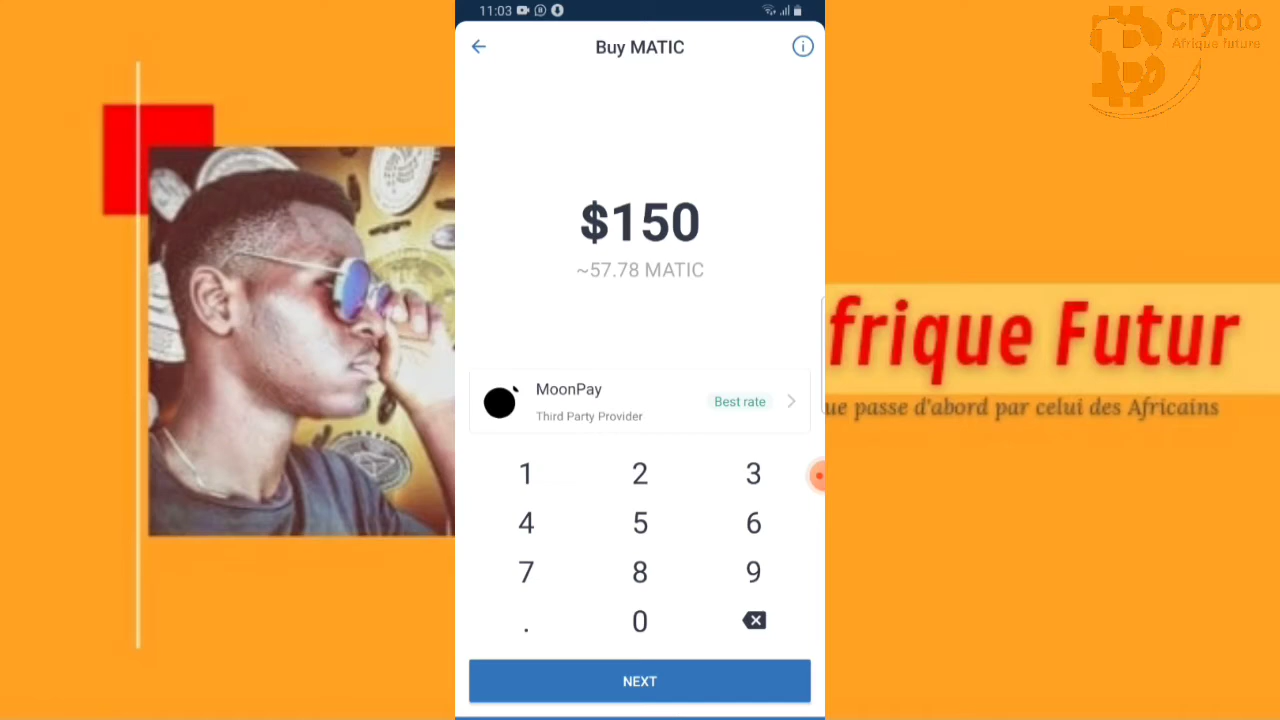 11:03
Buy MATIC
$150
~57.78 MATIC
MoonPay
Third Party Provider
Best rate
1 2 3
4 5 6
7 8 9
. 0
NEXT
Crypto
Afrique future
frique Futur
ue passe d'abord par celui des Africains